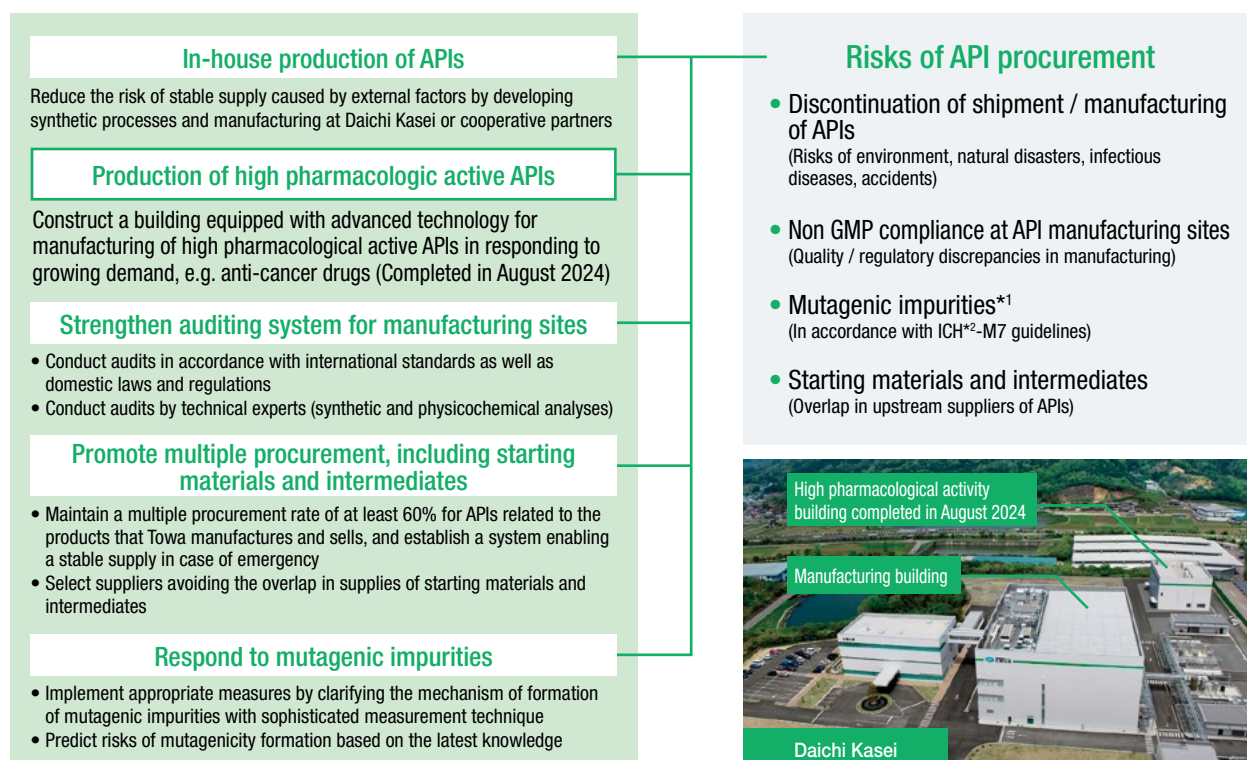 In-house production of APIs
Reduce the risk of stable supply caused by external factors by developing
synthetic processes and manufacturing at Daichi Kasei or cooperative partners
Production of high pharmacologic active APIs
Construct a building equipped with advanced technology for
manufacturing of high pharmacological active APIs in responding to
growing demand, e.g. anti-cancer drugs (Completed in August 2024)
Strengthen auditing system for manufacturing sites
• Conduct audits in accordance with international standards as well as
domestic laws and regulations
• Conduct audits by technical experts (synthetic and physicochemical analyses)
Promote multiple procurement, including starting
materials and intermediates
• Maintain a multiple procurement rate of at least 60% for APIs related to the
products that Towa manufactures and sells, and establish a system enabling
a stable supply in case of emergency
• Select suppliers avoiding the overlap in supplies of starting materials and
intermediates
Respond to mutagenic impurities
• Implement appropriate measures by clarifying the mechanism of formation
of mutagenic impurities with sophisticated measurement technique
• Predict risks of mutagenicity formation based on the latest knowledge
Risks of API procurement
• Discontinuation of shipment / manufacturing
of APIs
(Risks of environment, natural disasters, infectious
diseases, accidents)
• Non GMP compliance at API manufacturing sites
(Quality / regulatory discrepancies in manufacturing)
• Mutagenic impurities*1
(In accordance with ICH*2-M7 guidelines)
• Starting materials and intermediates
(Overlap in upstream suppliers of APIs)
High pharmacological activity
building completed in August 2024
Manufacturing building
Daichi Kasei